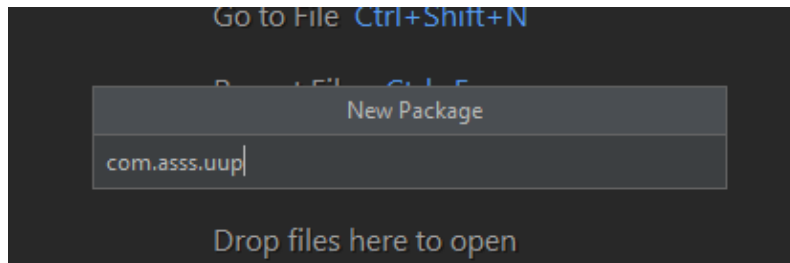 Go to File Ctrl+Shift+N
New Package
com.asss.uup
Drop files here to open